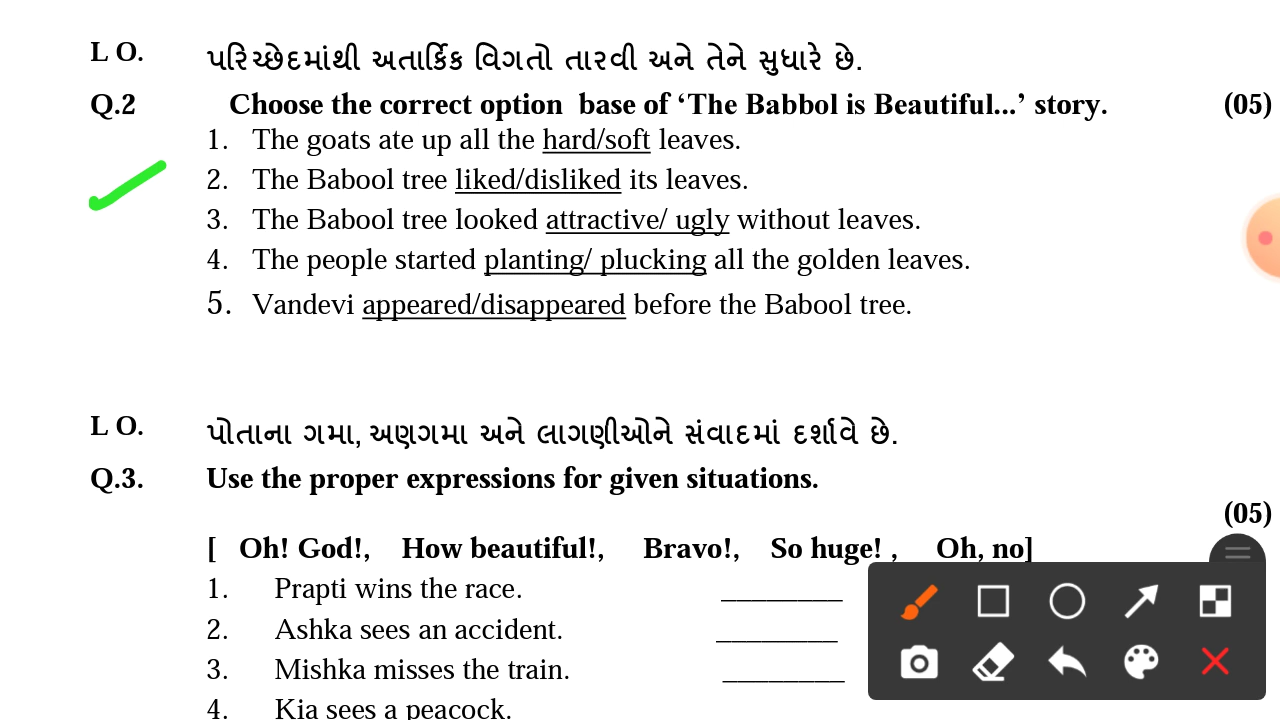 L O. પરિચ્છેદમાંથી અતાર્કિક વિગતો તારવી અને તેને સુધારે છે.
Q.2 Choose the correct option base of ‘The Babbol is Beautiful...’ story. (05)
1. The goats ate up all the hard/soft leaves.
2. The Babool tree liked/disliked its leaves.
3. The Babool tree looked attractive/ ugly without leaves.
4. The people started planting/ plucking all the golden leaves.
5. Vandevi appeared/disappeared before the Babool tree.
L O. પોતાના ગમા, અણગમા અને લાગણીઓને સંવાદમાં દર્શાવે છે.
Q.3. Use the proper expressions for given situations.
(05)
[ Oh! God!, How beautiful!, Bravo!, So huge! , Oh, no]
1. Prapti wins the race. ________
2. Ashka sees an accident. ________
3. Mishka misses the train. ________
4. Kia sees a peacock.